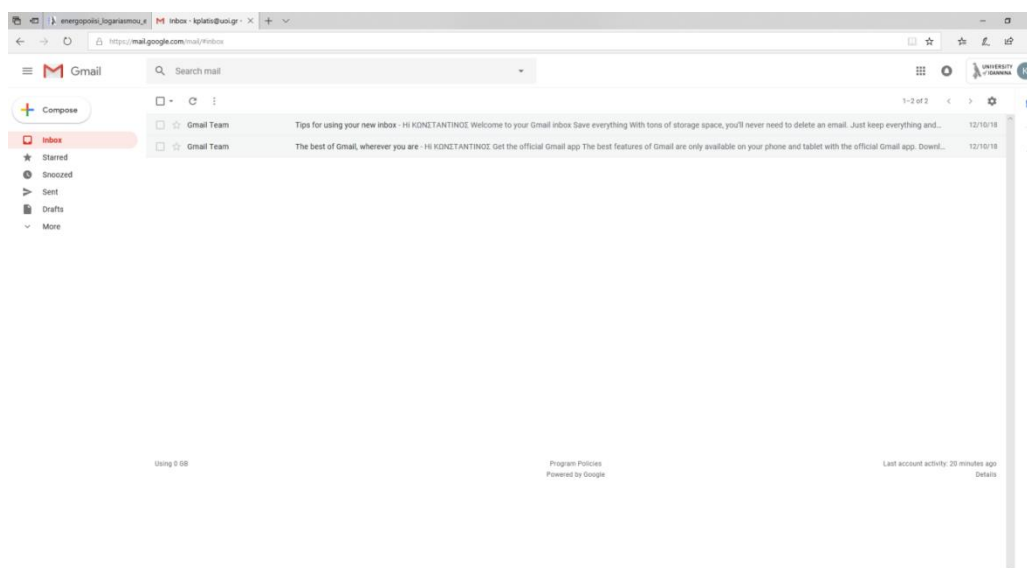 energopoiisi_logariasmou_e
Inbox - kplatis@uoi.gr -
https://mail.google.com/mail/#inbox
Gmail
Search mail
UNIVERSITY
of IOANNINA
K
Compose
1–2 of 2
Inbox
Starred
Snoozed
Sent
Drafts
More
Gmail Team Tips for using your new inbox - Hi ΚΩΝΣΤΑΝΤΙΝΟΣ Welcome to your Gmail inbox Save everything With tons of storage space, you'll never need to delete an email. Just keep everything and... 12/10/18
Gmail Team The best of Gmail, wherever you are - Hi ΚΩΝΣΤΑΝΤΙΝΟΣ Get the official Gmail app The best features of Gmail are only available on your phone and tablet with the official Gmail app. Downl... 12/10/18
Using 0 GB
Program Policies
Powered by Google
Last account activity: 20 minutes ago
Details